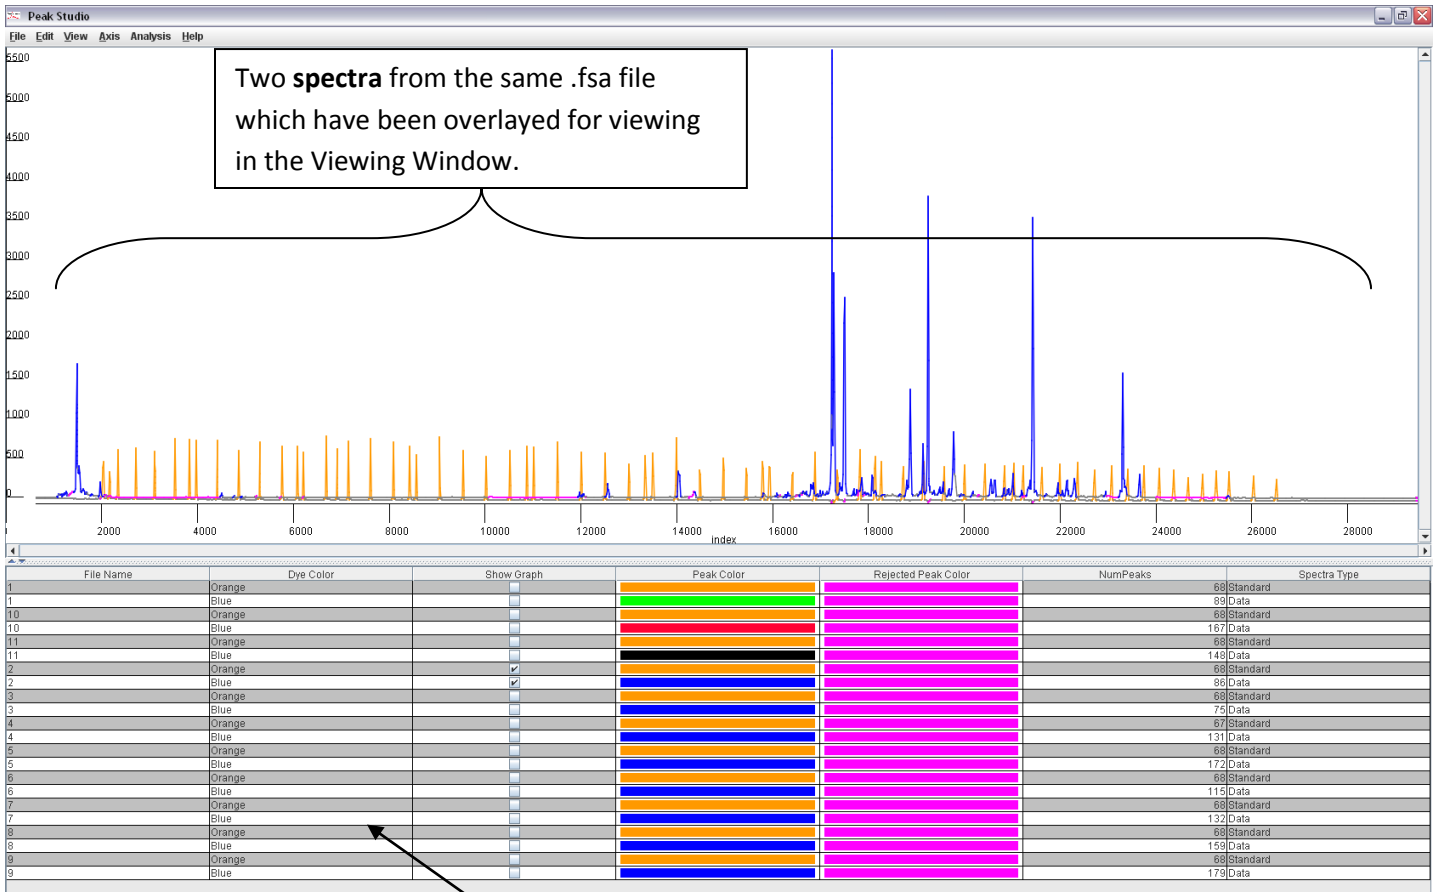 Peak Studio
File Edit View Axis Analysis Help
Two spectra from the same .fsa file
which have been overlayed for viewing
in the Viewing Window.
5500
5000
4500
4000
3500
3000
2500
2000
1500
1000
500
0
2000 4000 6000 8000 10000 12000 14000 16000 18000 20000 22000 24000 26000 28000
index
File Name Dye Color Show Graph Peak Color Rejected Peak Color NumPeaks Spectra Type
1 Orange 68 Standard
1 Blue 89 Data
10 Orange 68 Standard
10 Blue 167 Data
11 Orange 68 Standard
11 Blue 148 Data
2 Orange 68 Standard
2 Blue 86 Data
3 Orange 68 Standard
3 Blue 75 Data
4 Orange 67 Standard
4 Blue 131 Data
5 Orange 68 Standard
5 Blue 172 Data
6 Orange 68 Standard
6 Blue 115 Data
7 Orange 68 Standard
7 Blue 132 Data
8 Orange 68 Standard
8 Blue 159 Data
9 Orange 68 Standard
9 Blue 179 Data